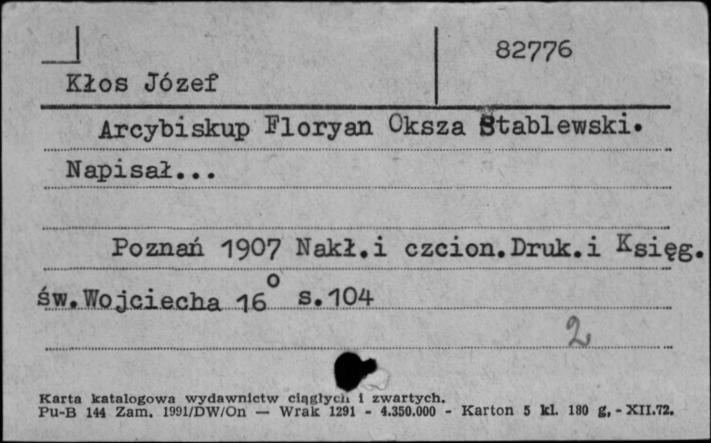 82776
Kłos Józef
Arcybiskup Floryan Oksza Stablewski.
Napisał...
Poznań 1907 Nakł.i czcion.Druk.i Księg.
św.Wojciecha 16° s.104
2
Karta katalogowa wydawnictw ciągłych i zwartych.
Pu-B 144 Zam. 1991/DW/On — Wrak 1291 - 4.350.000 - Karton 5 kl. 180 g, - XII.72.